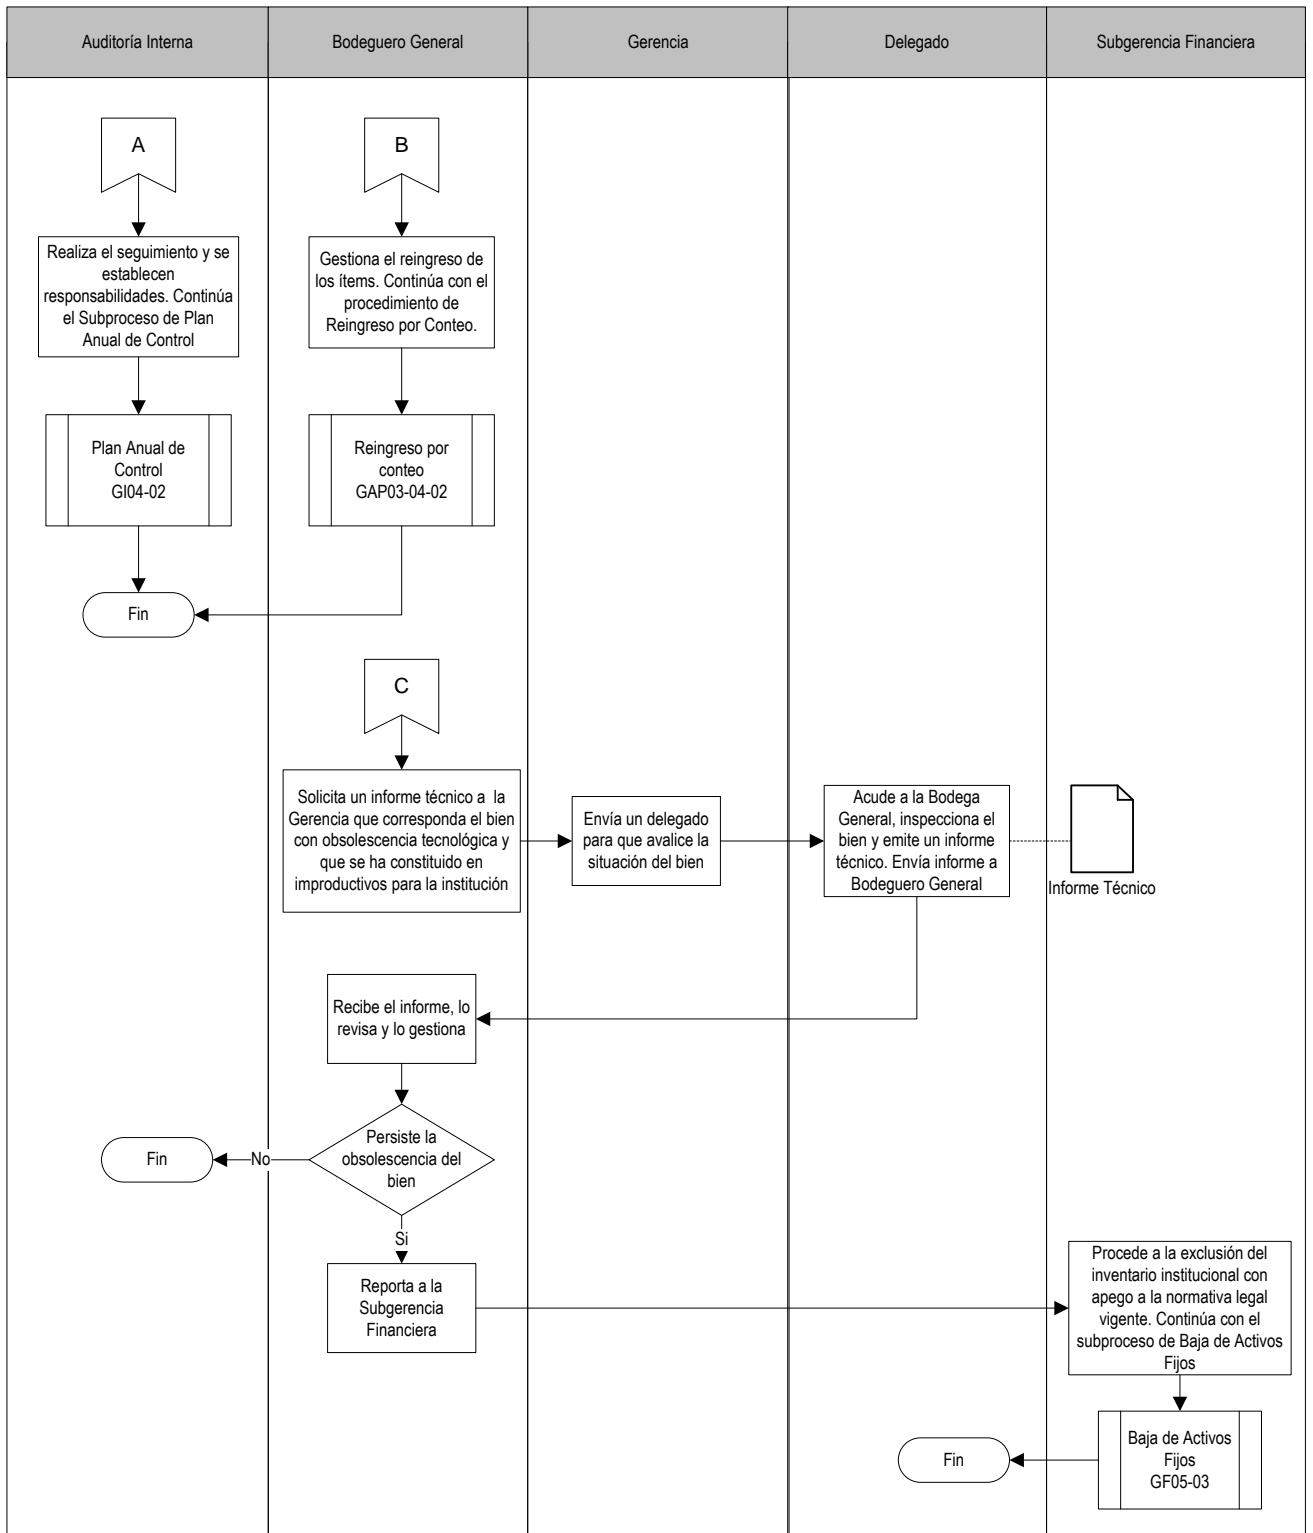 Auditoría Interna
Bodeguero General
Gerencia
Delegado
Subgerencia Financiera
A
B
Realiza el seguimiento y se
establecen
responsabilidades. Continúa
el Subproceso de Plan
Anual de Control
Gestiona el reingreso de
los ítems. Continúa con el
procedimiento de
Reingreso por Conteo.
Plan Anual de
Control
GI04-02
Reingreso por
conteo
GAP03-04-02
Fin
C
Solicita un informe técnico a la
Gerencia que corresponda el bien
con obsolescencia tecnológica y
que se ha constituido en
improductivos para la institución
Envía un delegado
para que avalice la
situación del bien
Acude a la Bodega
General, inspecciona el
bien y emite un informe
técnico. Envía informe a
Bodeguero General
Informe Técnico
Recibe el informe, lo
revisa y lo gestiona
Persiste la
obsolescencia del
bien
No
Fin
Si
Reporta a la
Subgerencia
Financiera
Procede a la exclusión del
inventario institucional con
apego a la normativa legal
vigente. Continúa con el
subproceso de Baja de Activos
Fijos
Baja de Activos
Fijos
GF05-03
Fin